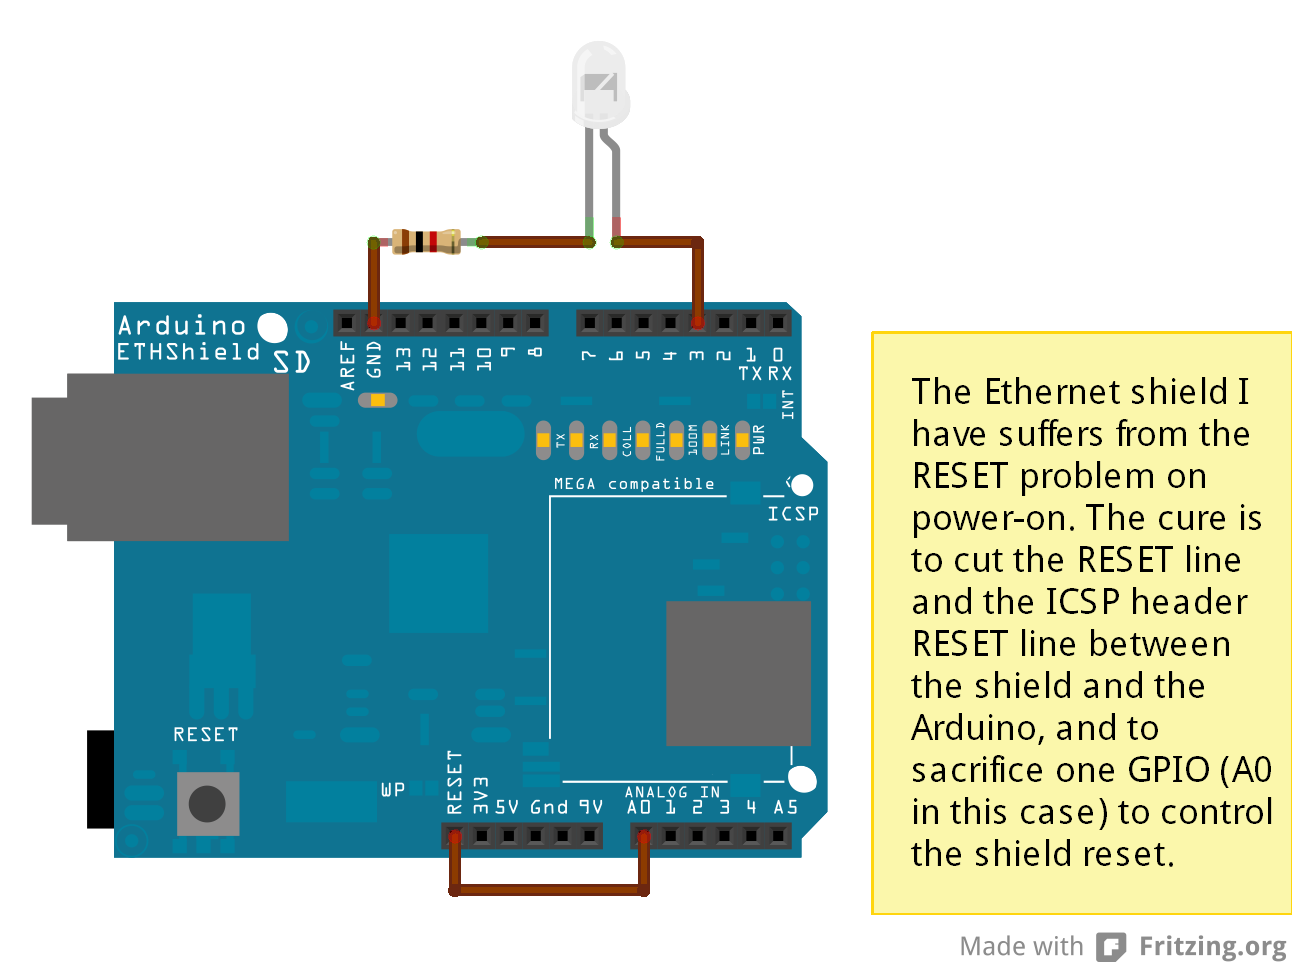 Arduino
ETHShield
SD
AREF
GND
13
12
11
10
9
8
7
6
5
4
3
2
1
0
TX RX
INT
TX
RX
COLL
FULLD
100M
LINK
PWR
MEGA compatible
ICSP
The Ethernet shield I
have suffers from the
RESET problem on
power-on. The cure is
to cut the RESET line
and the ICSP header
RESET line between
the shield and the
Arduino, and to
sacrifice one GPIO (A0
in this case) to control
the shield reset.
RESET
WP
RESET
3V3
5V Gnd 9V
ANALOG IN
A0 1 2 3 4 A5
Made with Fritzing.org